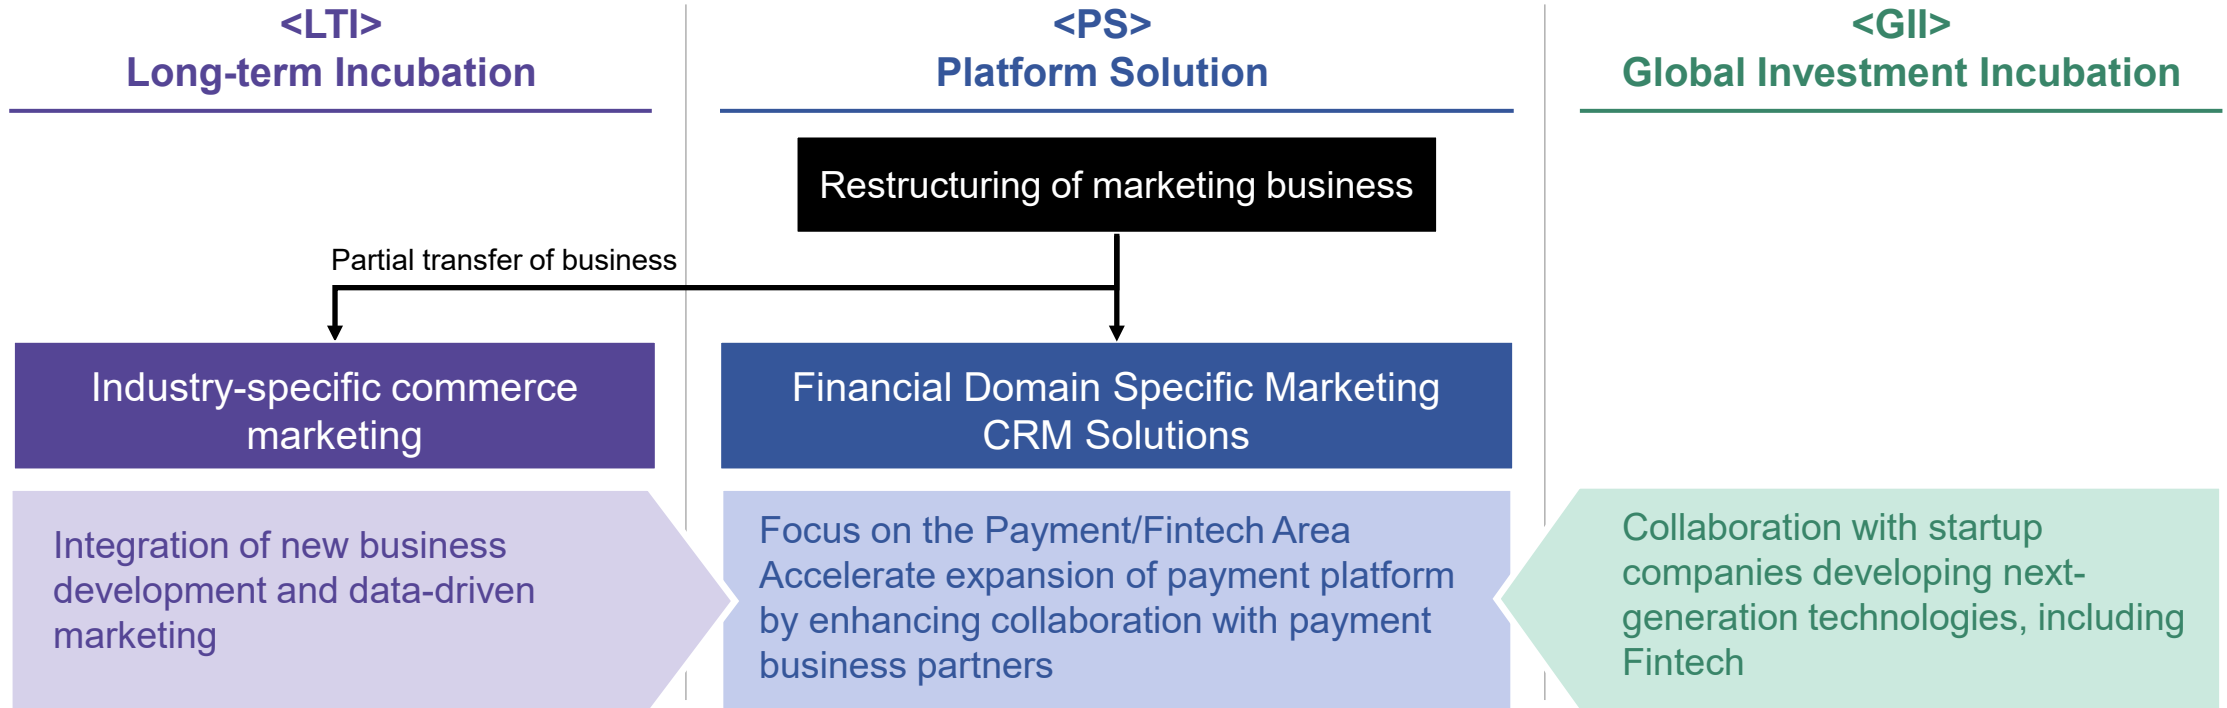 <LTI>
Long-term Incubation
<PS>
Platform Solution
<GII>
Global Investment Incubation
Restructuring of marketing business
Partial transfer of business
Industry-specific commerce
marketing
Financial Domain Specific Marketing
CRM Solutions
Integration of new business
development and data-driven
marketing
Focus on the Payment/Fintech Area
Accelerate expansion of payment platform
by enhancing collaboration with payment
business partners
Collaboration with startup
companies developing next-
generation technologies, including
Fintech